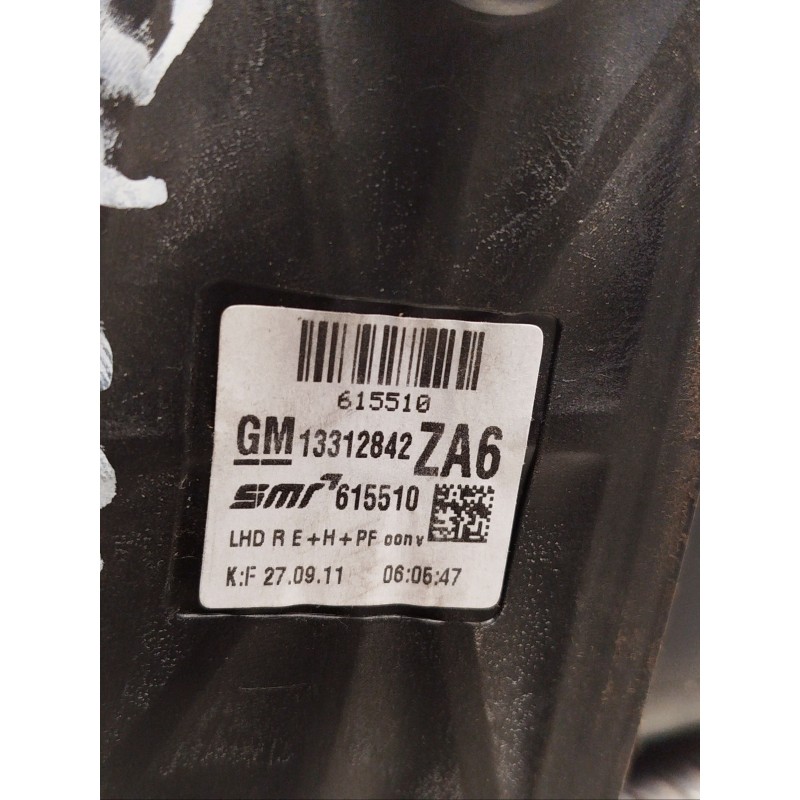 615510
GM 13312842 ZA6
smr 615510
LHD R E+H+PF conv
K:F 27.09.11 06:05:47